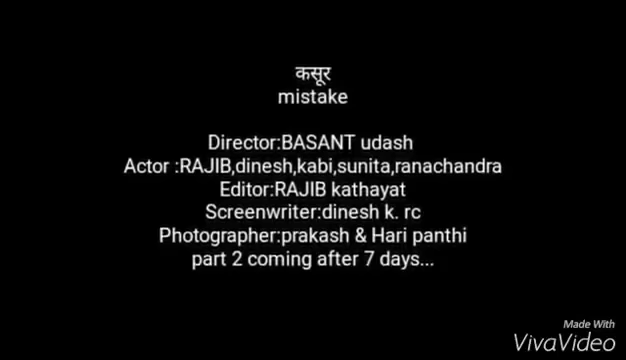 कसूर
mistake
Director:BASANT udash
Actor :RAJIB,dinesh,kabi,sunita,ranachandra
Editor:RAJIB kathayat
Screenwriter:dinesh k. rc
Photographer:prakash & Hari panthi
part 2 coming after 7 days...
Made With
VivaVideo